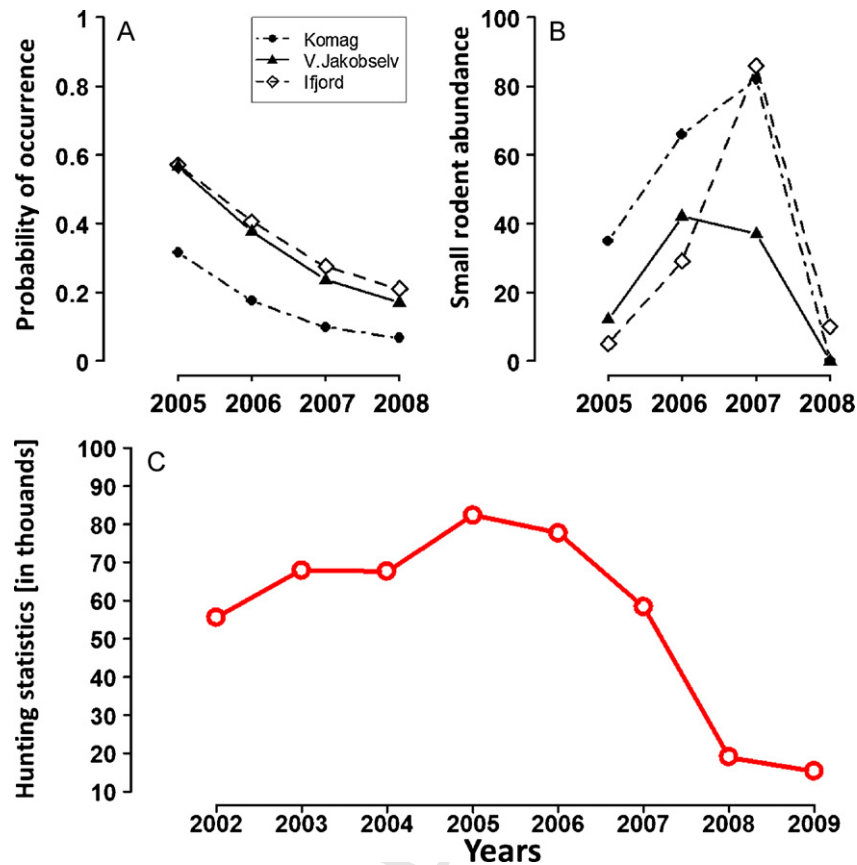 A
Komag
V.Jakobselv
Ifjord
Probability of occurrence
1
0.8
0.6
0.4
0.2
0
2005 2006 2007 2008
B
Small rodent abundance
100
80
60
40
20
0
2005 2006 2007 2008
C
Hunting statistics [in thouands]
100
90
80
70
60
50
40
30
20
10
2002 2003 2004 2005 2006 2007 2008 2009
Years